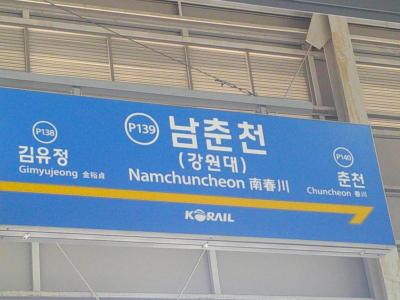 P138
김유정
Gimyujeong 金裕貞
P139 남춘천
(강원대)
Namchuncheon 南春川
P140
춘천
Chuncheon 春川
KORAIL